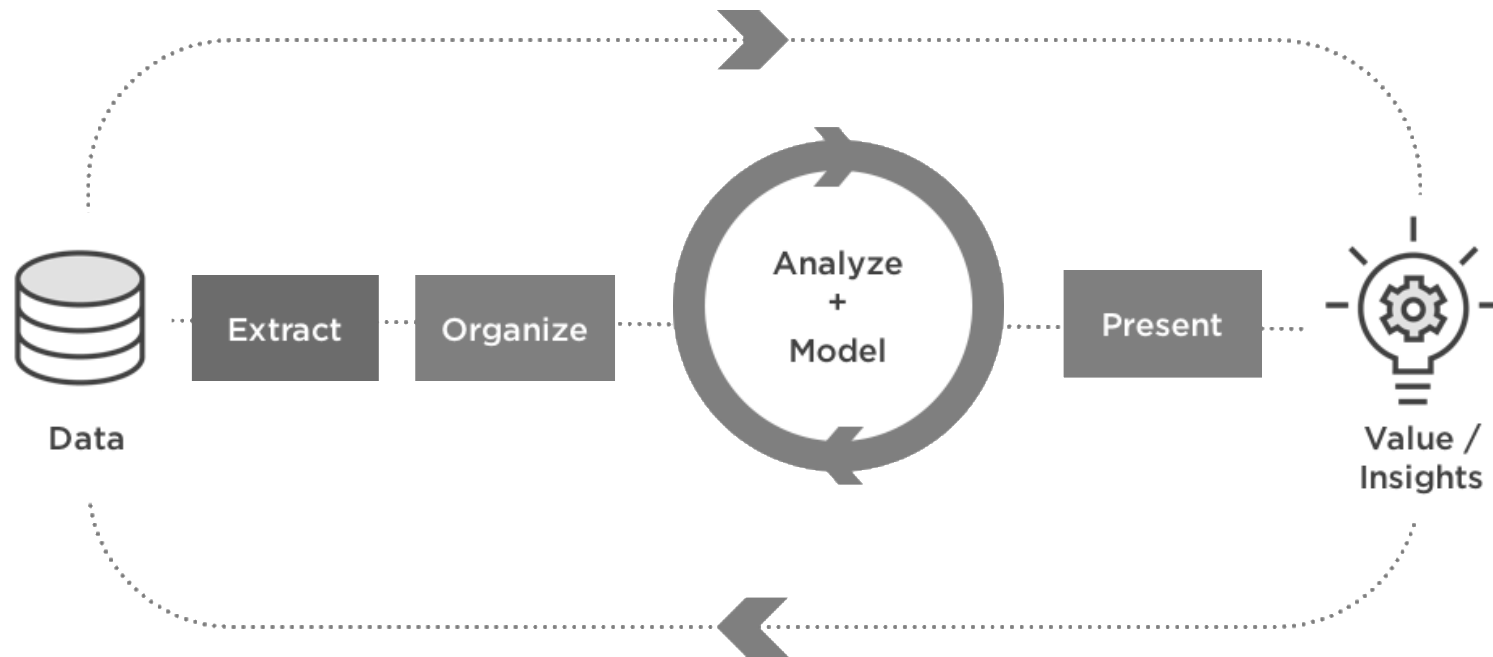 Data
Extract
Organize
Analyze
+
Model
Present
Value /
Insights